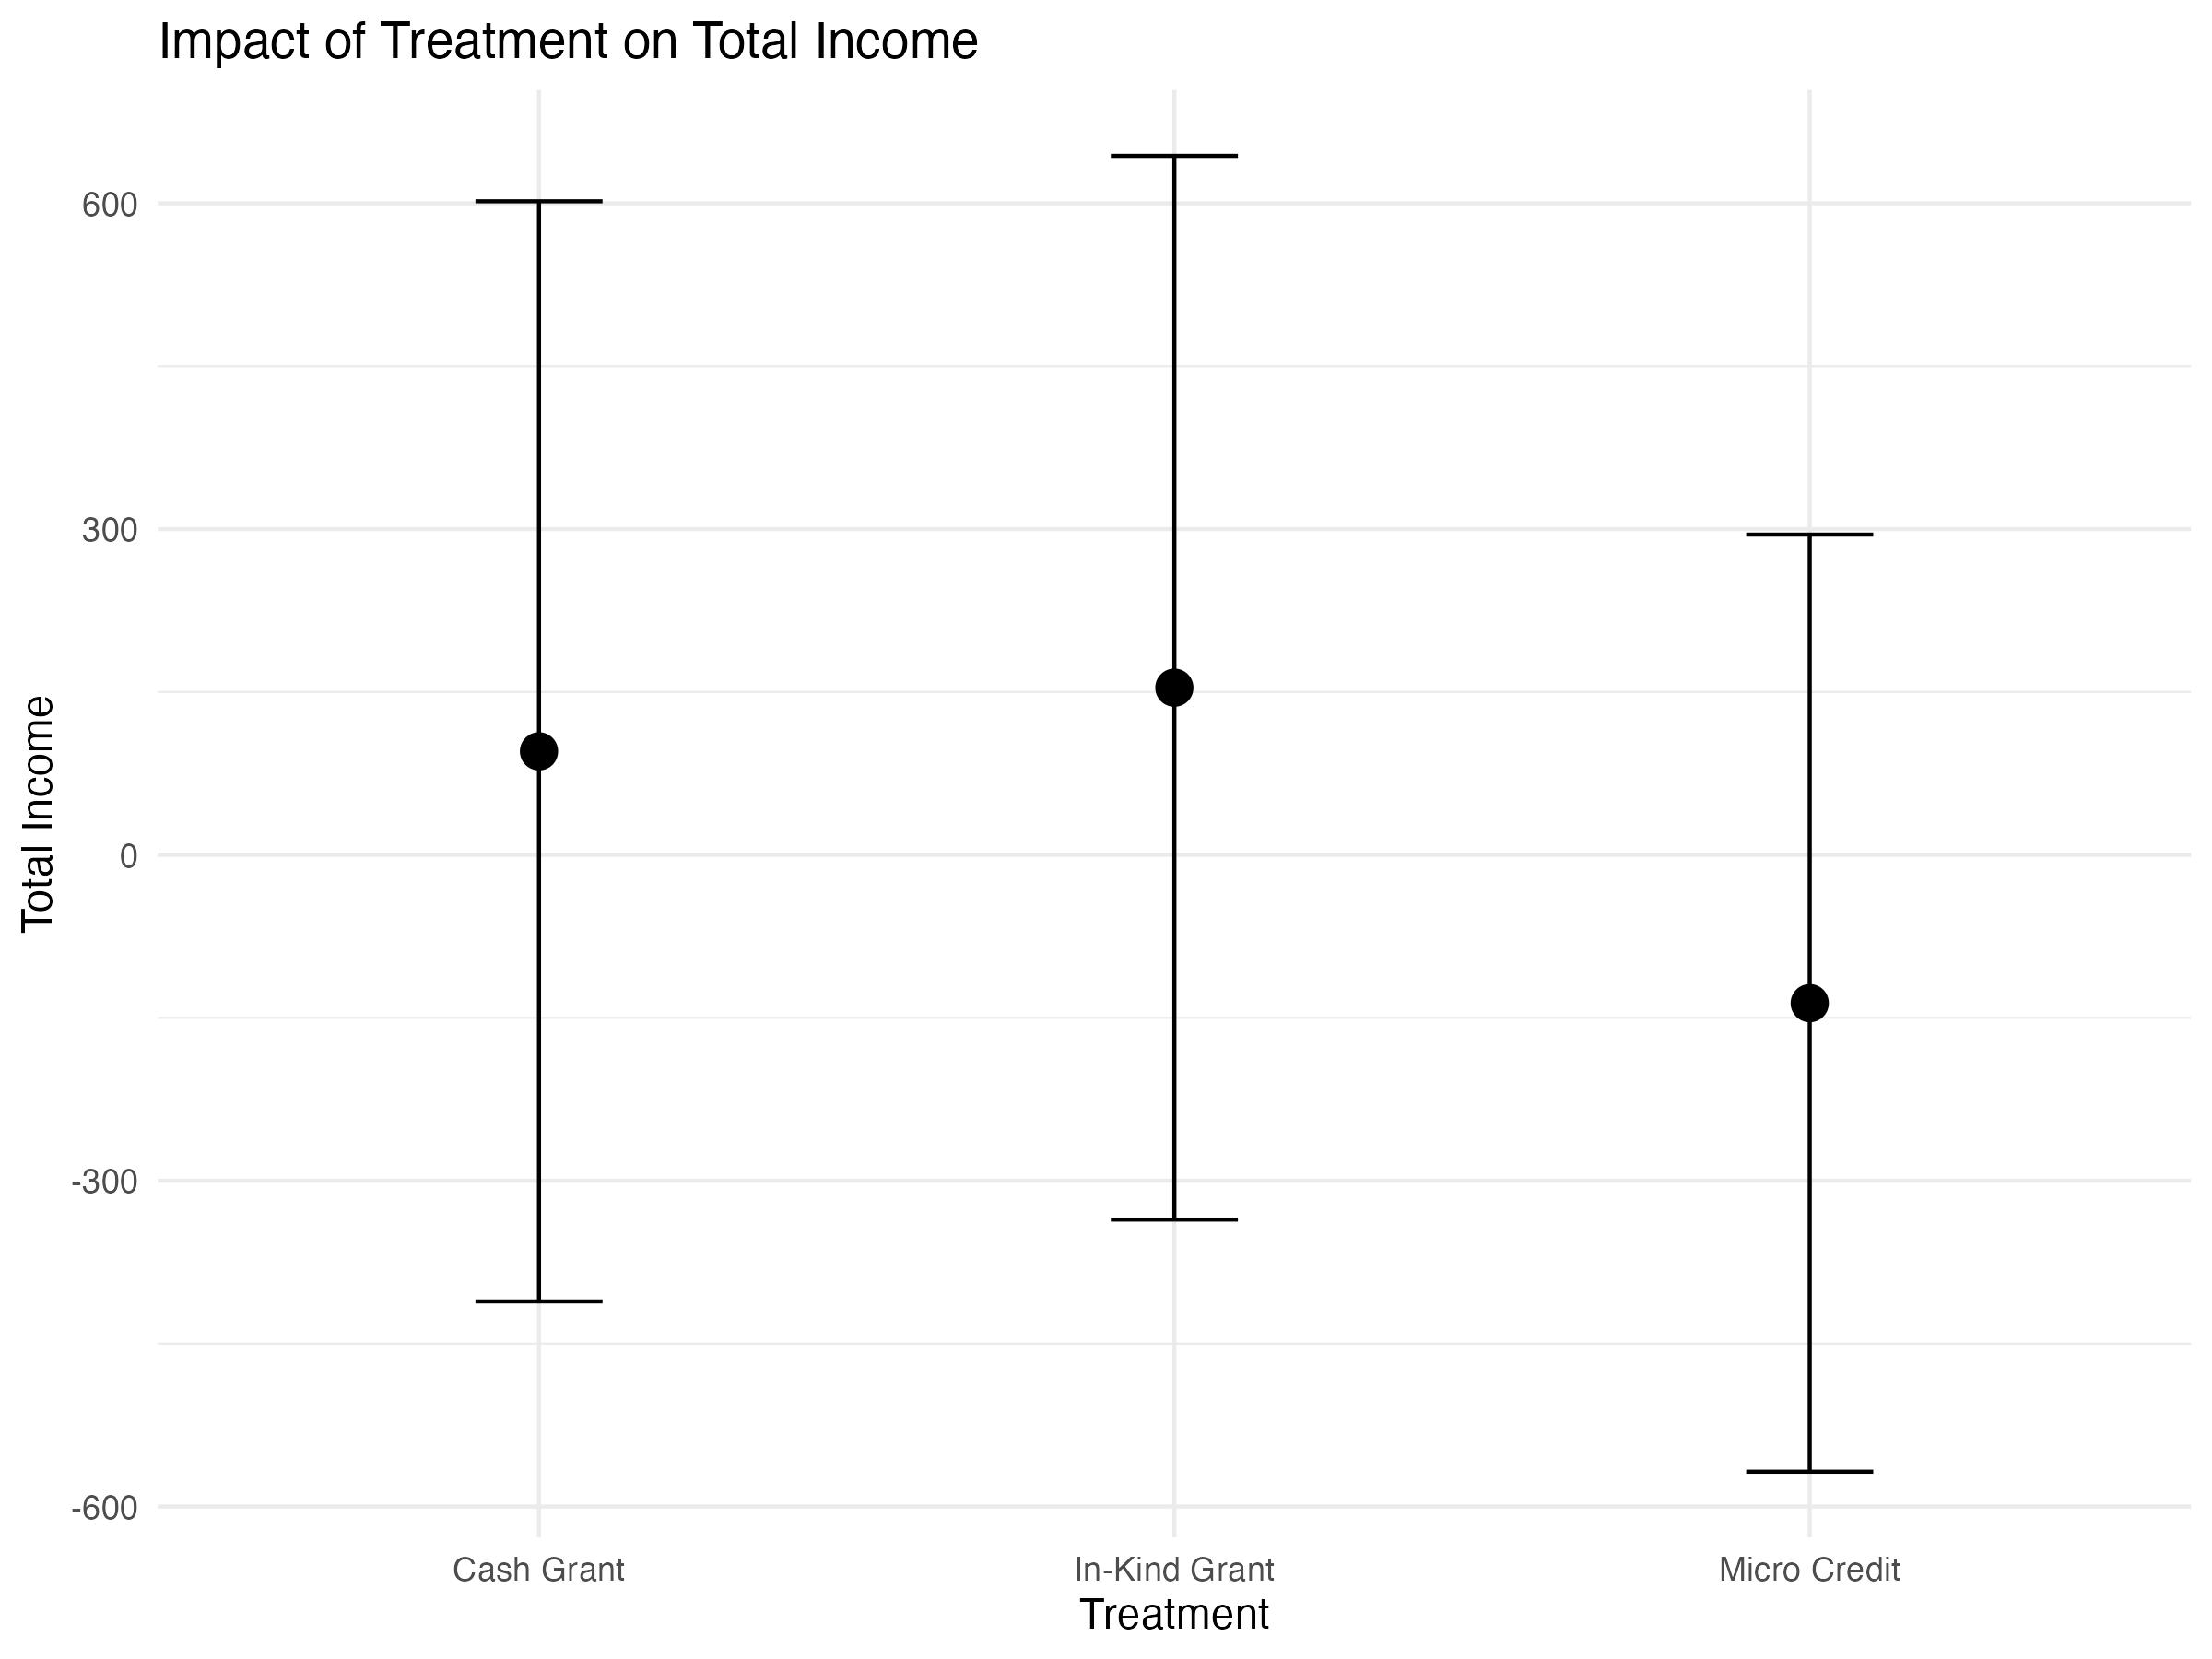 Impact of Treatment on Total Income
Total Income
600
300
0
-300
-600
Cash Grant
In-Kind Grant
Micro Credit
Treatment